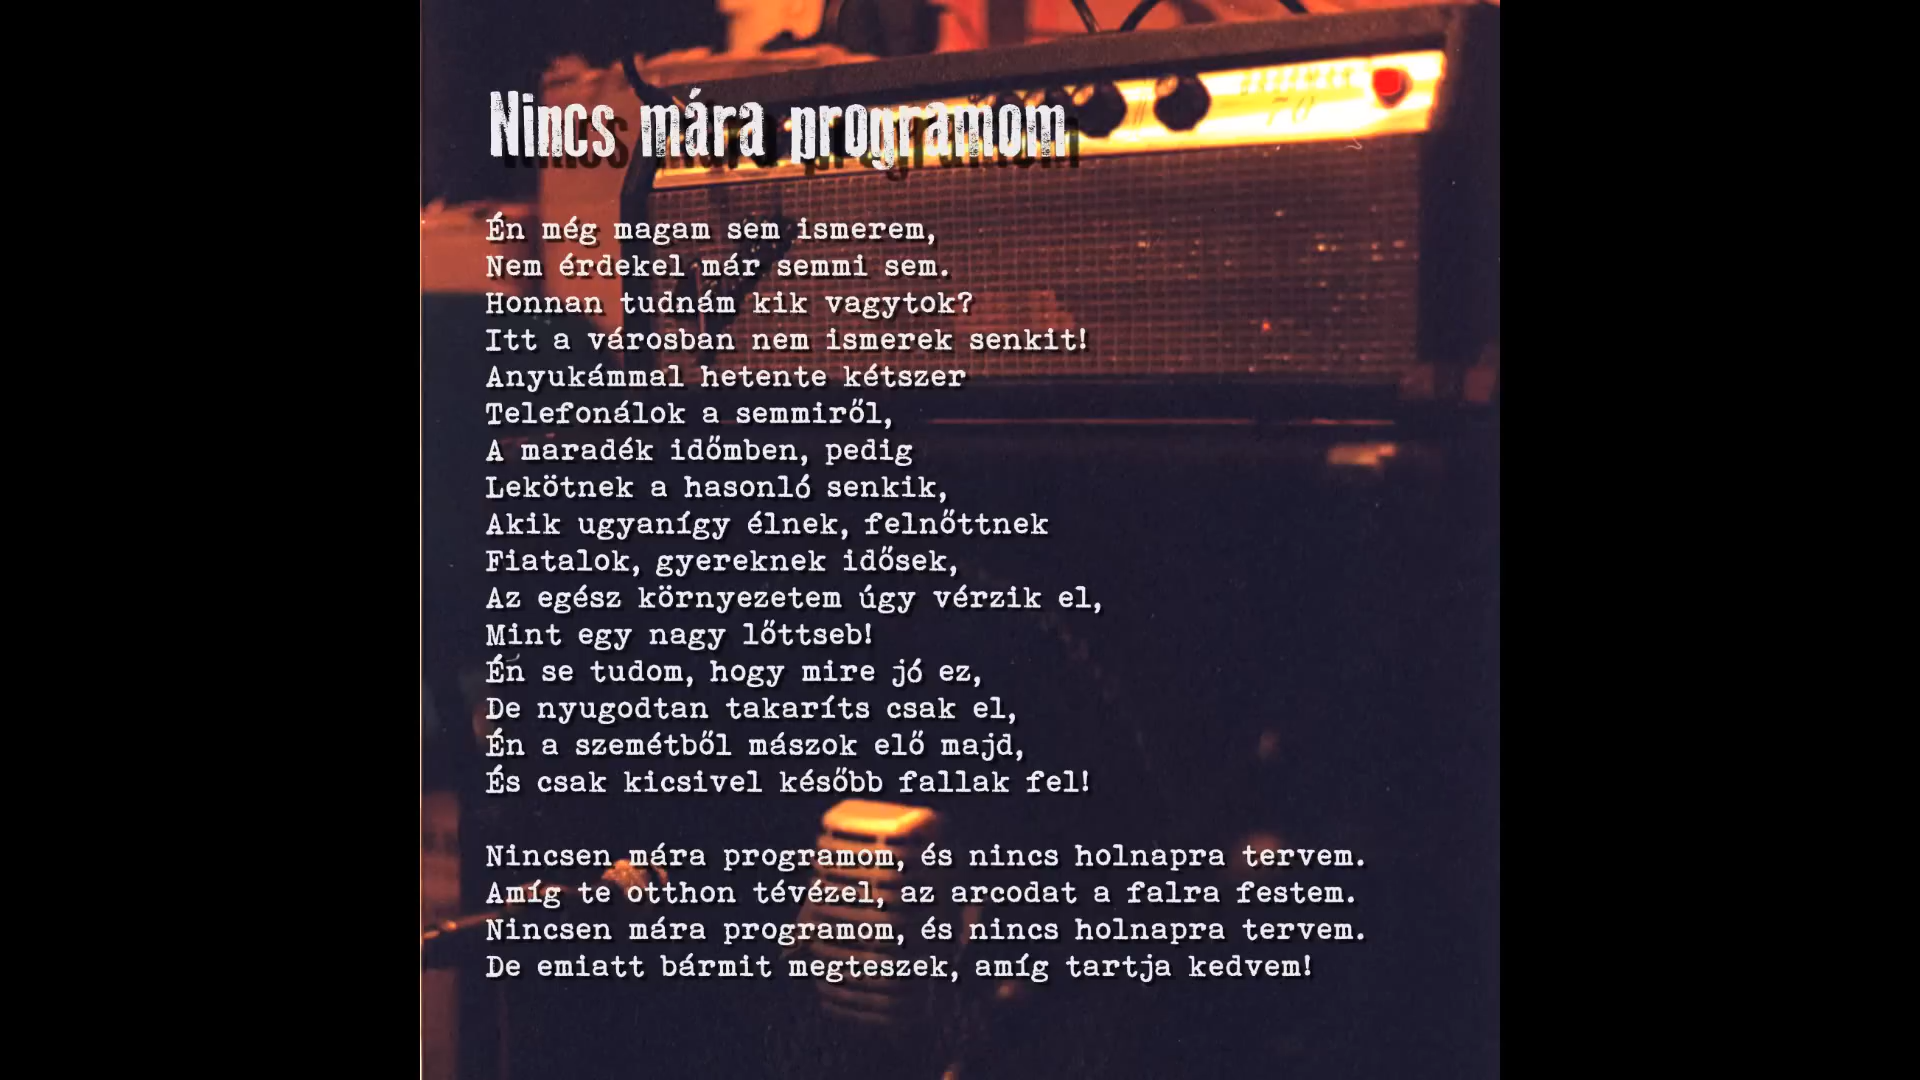 Nincs mára programom
Én még magam sem ismerem,
Nem érdekel már semmi sem.
Honnan tudnám kik vagytok?
Itt a városban nem ismerek senkit!
Anyukámmal hetente kétszer
Telefonálok a semmiről,
A maradék időmben, pedig
Lekötnek a hasonló senkik,
Akik ugyanígy élnek, felnőttnek
Fiatalok, gyereknek idősek,
Az egész környezetem úgy vérzik el,
Mint egy nagy lőttseb!
Én se tudom, hogy mire jó ez,
De nyugodtan takaríts csak el,
Én a szemétből mászok elő majd,
És csak kicsivel később fallak fel!
Nincsen mára programom, és nincs holnapra tervem.
Amíg te otthon tévézel, az arcodat a falra festem.
Nincsen mára programom, és nincs holnapra tervem.
De emiatt bármit megteszek, amíg tartja kedvem!